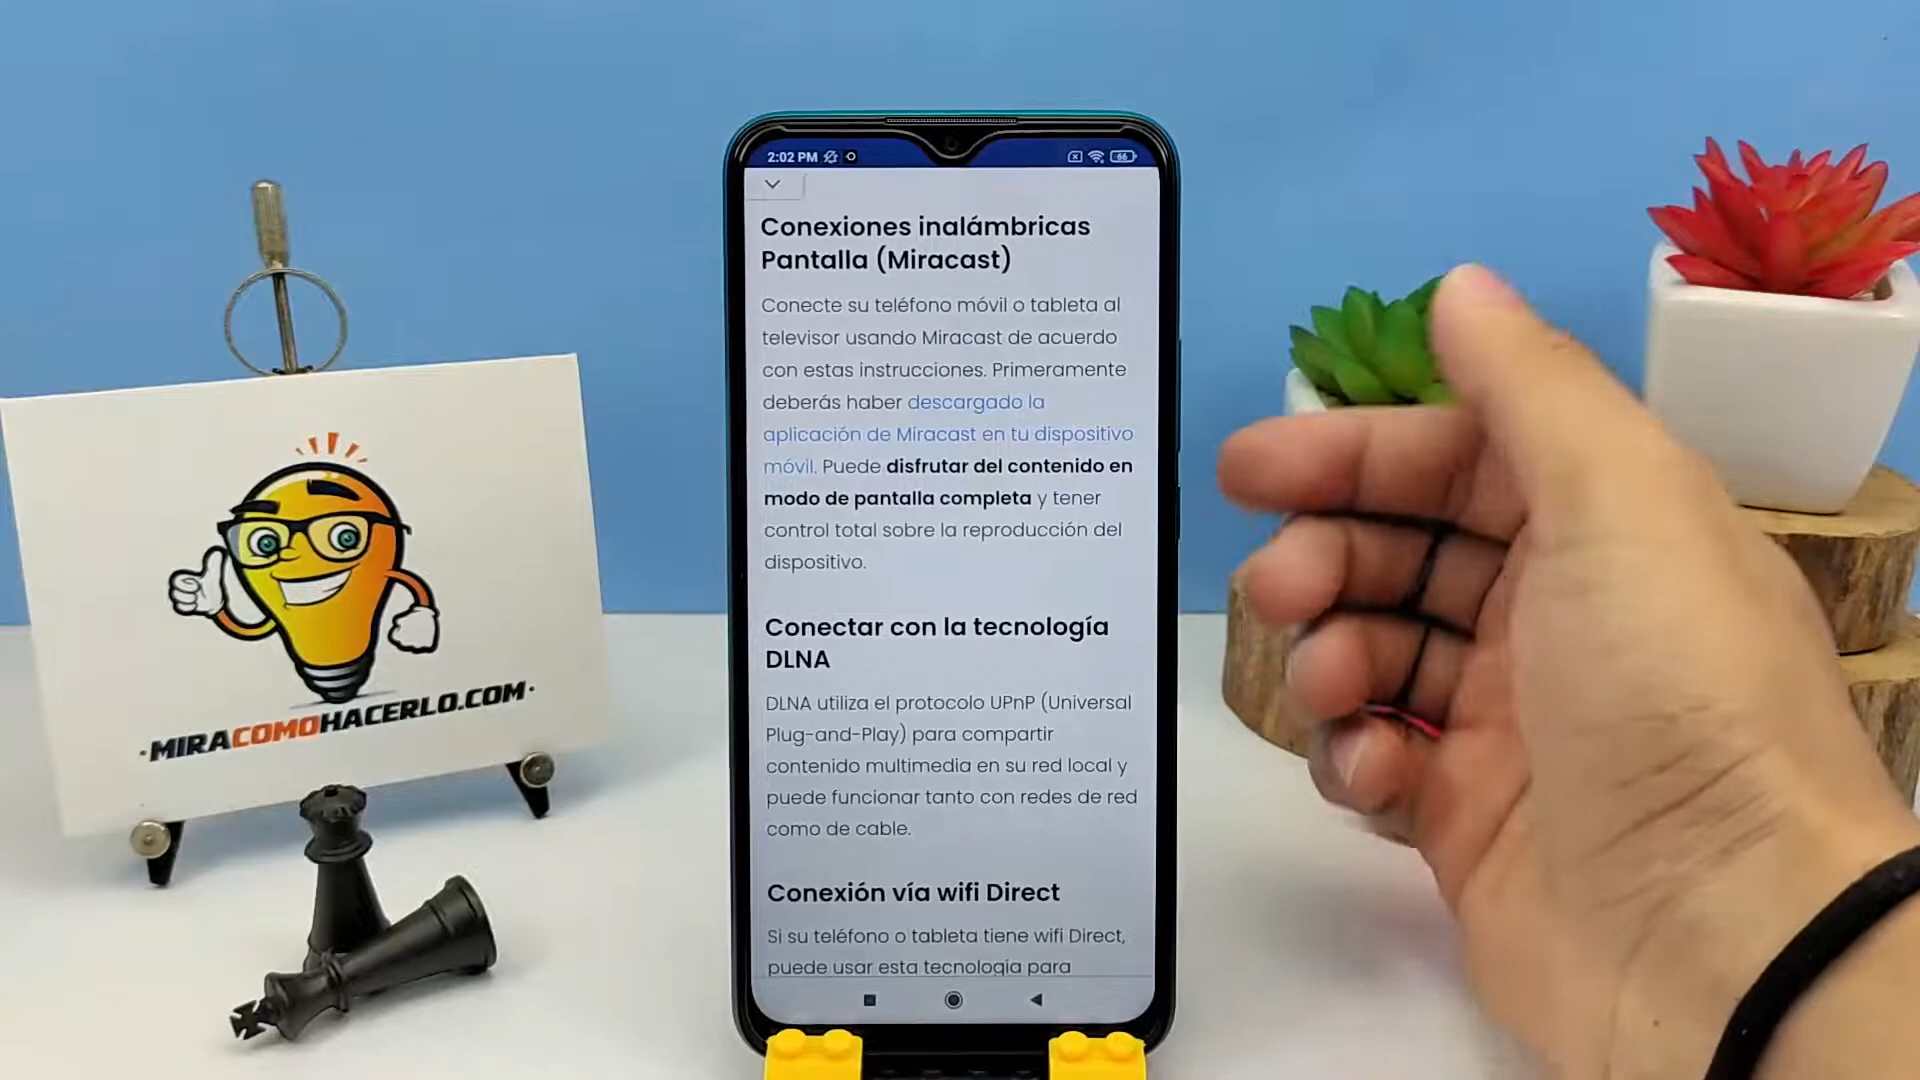 2:02 PM
66
Conexiones inalámbricas
Pantalla (Miracast)
Conecte su teléfono móvil o tableta al
televisor usando Miracast de acuerdo
con estas instrucciones. Primeramente
deberás haber descargado la
aplicación de Miracast en tu dispositivo
móvil. Puede disfrutar del contenido en
modo de pantalla completa y tener
control total sobre la reproducción del
dispositivo.
Conectar con la tecnología
DLNA
DLNA utiliza el protocolo UPnP (Universal
Plug-and-Play) para compartir
contenido multimedia en su red local y
puede funcionar tanto con redes de red
como de cable.
Conexión vía wifi Direct
Si su teléfono o tableta tiene wifi Direct,
puede usar esta tecnología para
·MIRACOMOHACERLO.COM·